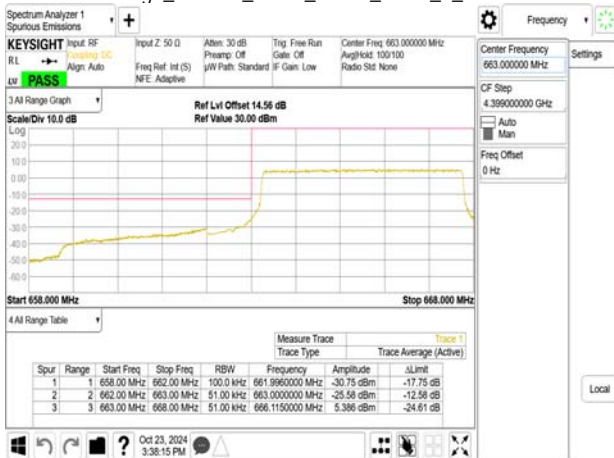 Spectrum Analyzer 1
Spurious Emissions
+
Frequency
KEYSIGHT
RL
PASS
Input: RF
Coupling: DC
Align: Auto
Input Z: 50 Ω
Freq Ref: Int (S)
NFE: Adaptive
Atten: 30 dB
Preamp: Off
µW Path: Standard
Trig: Free Run
Gate: Off
IF Gain: Low
Center Freq: 663.000000 MHz
Avg|Hold: 100/100
Radio Std: None
Center Frequency
663.000000 MHz
Settings
CF Step
4.399000000 GHz
Auto
Man
Freq Offset
0 Hz
Local
3 All Range Graph
Scale/Div 10.0 dB
Ref Lvl Offset 14.56 dB
Ref Value 30.00 dBm
Log
20.0
10.0
0.00
-10.0
-20.0
-30.0
-40.0
-50.0
-60.0
Start 658.000 MHz
Stop 668.000 MHz
4 All Range Table
Measure Trace Trace 1
Trace Type Trace Average (Active)
Spur Range Start Freq Stop Freq RBW Frequency Amplitude ΔLimit
1 1 658.00 MHz 662.00 MHz 100.0 kHz 661.9960000 MHz -30.75 dBm -17.75 dB
2 2 662.00 MHz 663.00 MHz 51.00 kHz 663.0000000 MHz -25.58 dBm -12.58 dB
3 3 663.00 MHz 668.00 MHz 51.00 kHz 666.1150000 MHz 5.386 dBm -24.61 dB
?
Oct 23, 2024
3:38:15 PM